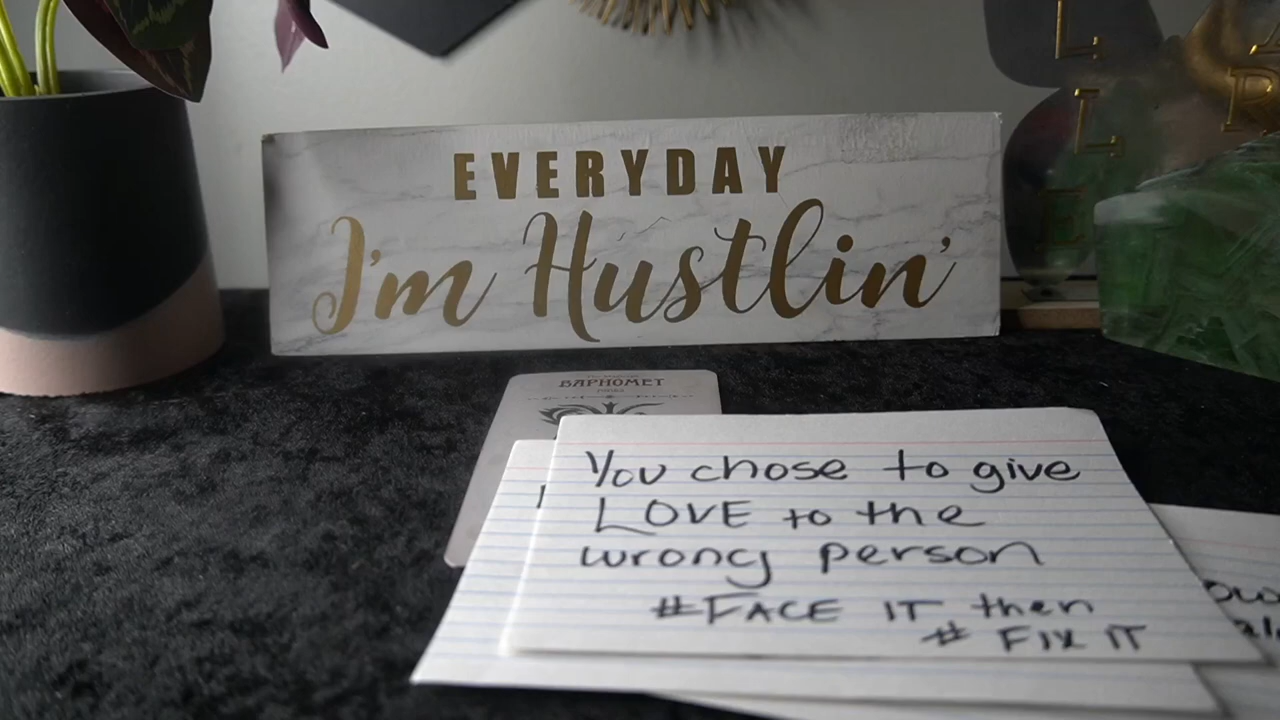 EVERYDAY
I'm Hustlin'
L
L
E
A
R
BAPHOMET
You chose to give
LOVE to the
wrong person
#FACE IT then
# FIX IT